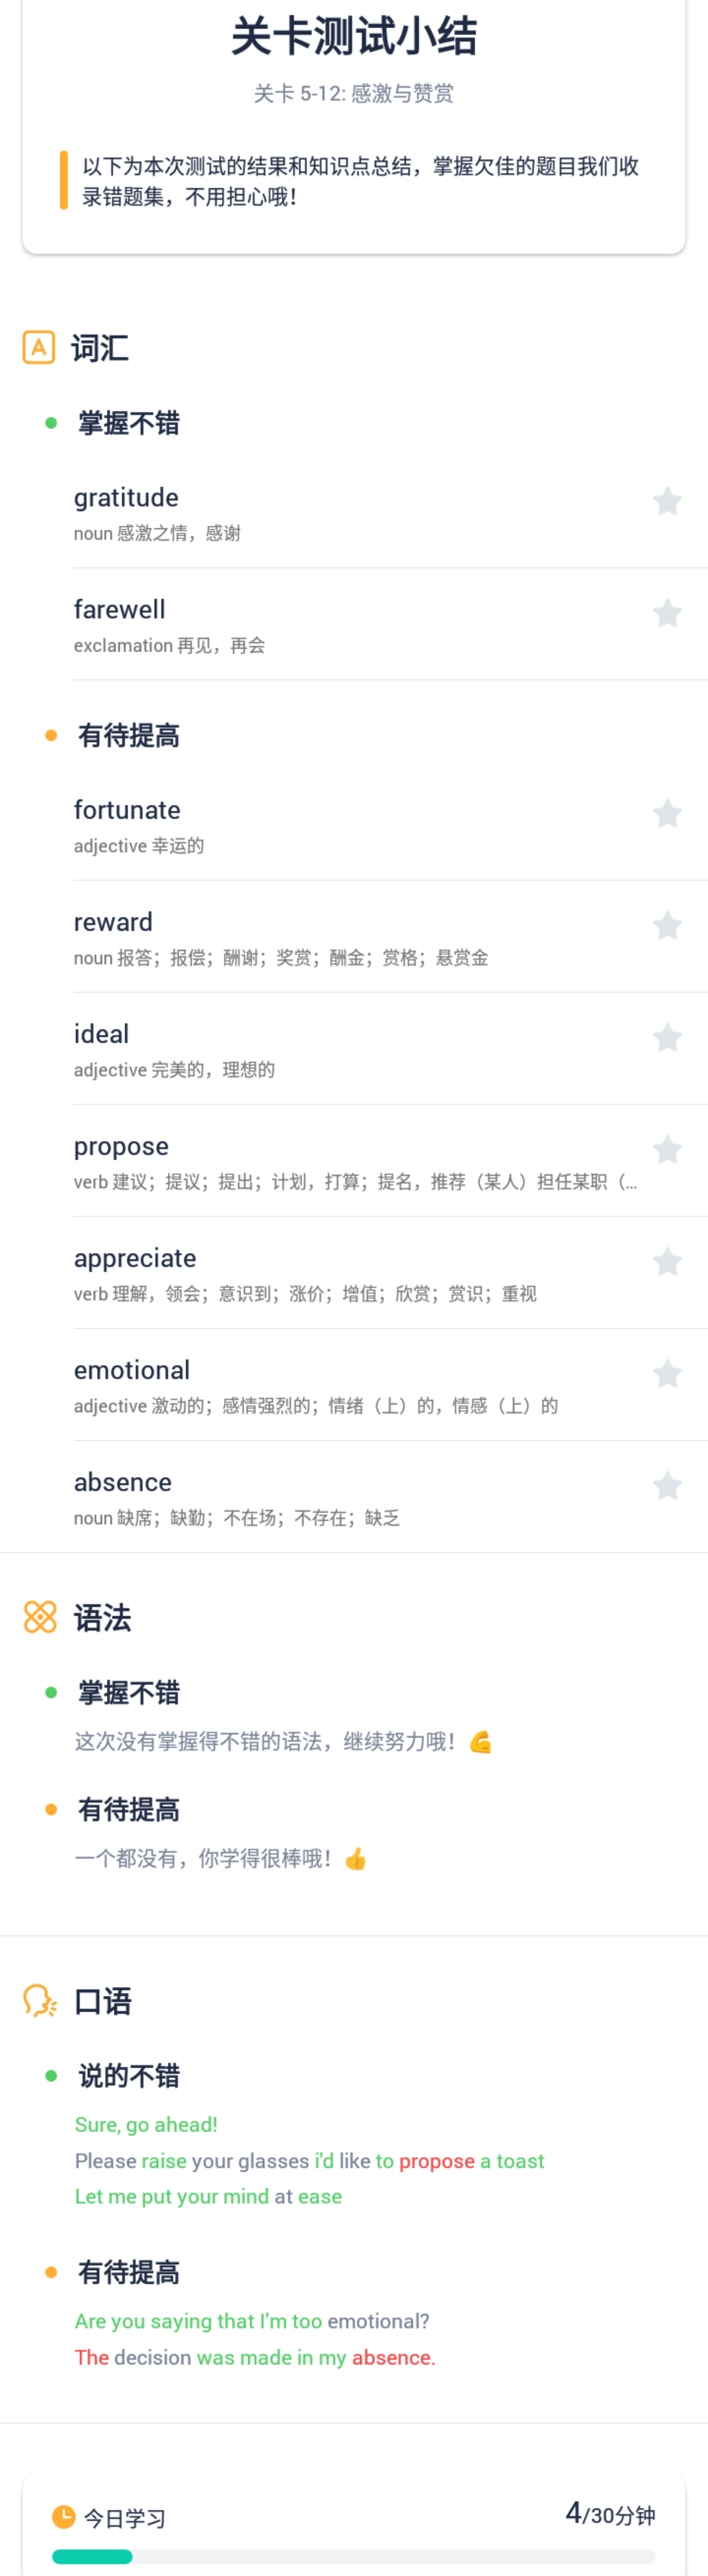 关卡测试小结
关卡 5-12: 感激与赞赏
以下为本次测试的结果和知识点总结，掌握欠佳的题目我们收
录错题集，不用担心哦！
A 词汇
掌握不错
gratitude
noun 感激之情，感谢
farewell
exclamation 再见，再会
有待提高
fortunate
adjective 幸运的
reward
noun 报答；报偿；酬谢；奖赏；酬金；赏格；悬赏金
ideal
adjective 完美的，理想的
propose
verb 建议；提议；提出；计划，打算；提名，推荐（某人）担任某职（...
appreciate
verb 理解，领会；意识到；涨价；增值；欣赏；赏识；重视
emotional
adjective 激动的；感情强烈的；情绪（上）的，情感（上）的
absence
noun 缺席；缺勤；不在场；不存在；缺乏
语法
掌握不错
这次没有掌握得不错的语法，继续努力哦！💪
有待提高
一个都没有，你学得很棒哦！👍
口语
说的不错
Sure, go ahead!
Please raise your glasses i'd like to propose a toast
Let me put your mind at ease
有待提高
Are you saying that I'm too emotional?
The decision was made in my absence.
今日学习 4/30分钟